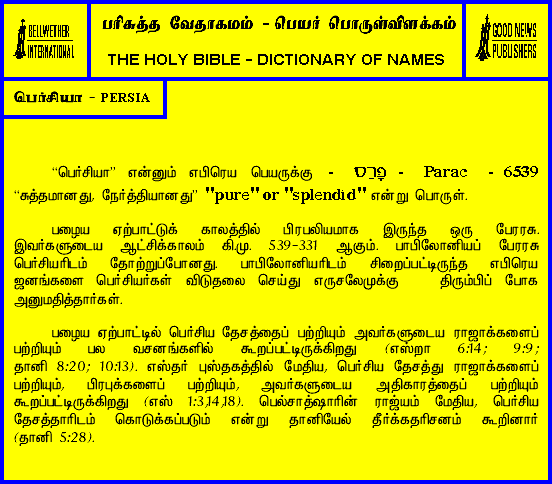 BELLWETHER
INTERNATIONAL
பரிசுத்த வேதாகமம் - பெயர் பொருள்விளக்கம்
THE HOLY BIBLE - DICTIONARY OF NAMES
GOOD NEWS
PUBLISHERS
பெர்சியா - PERSIA
“பெர்சியா” என்னும் எபிரெய பெயருக்கு - פָּרַס - Parac - 6539
“சுத்தமானது, நேர்த்தியானது” "pure" or "splendid" என்று பொருள்.
பழைய ஏற்பாட்டுக் காலத்தில் பிரபலியமாக இருந்த ஒரு பேரரசு.
இவர்களுடைய ஆட்சிக்காலம் கி.மு. 539-331 ஆகும். பாபிலோனியப் பேரரசு
பெர்சியரிடம் தோற்றுப்போனது. பாபிலோனியரிடம் சிறைப்பட்டிருந்த எபிரெய
ஜனங்களை பெர்சியர்கள் விடுதலை செய்து எருசலேமுக்கு திரும்பிப் போக
அனுமதித்தார்கள்.
பழைய ஏற்பாட்டில் பெர்சிய தேசத்தைப் பற்றியும் அவர்களுடைய ராஜாக்களைப்
பற்றியும் பல வசனங்களில் கூறப்பட்டிருக்கிறது (எஸ்றா 6:14; 9:9;
தானி 8:20; 10:13). எஸ்தர் புஸ்தகத்தில் மேதிய, பெர்சிய தேசத்து ராஜாக்களைப்
பற்றியும், பிரபுக்களைப் பற்றியும், அவர்களுடைய அதிகாரத்தைப் பற்றியும்
கூறப்பட்டிருக்கிறது (எஸ் 1:3,14,18). பெல்சாத்ஷாரின் ராஜ்யம் மேதிய, பெர்சிய
தேசத்தாரிடம் கொடுக்கப்படும் என்று தானியேல் தீர்க்கதரிசனம் கூறினார்
(தானி 5:28).